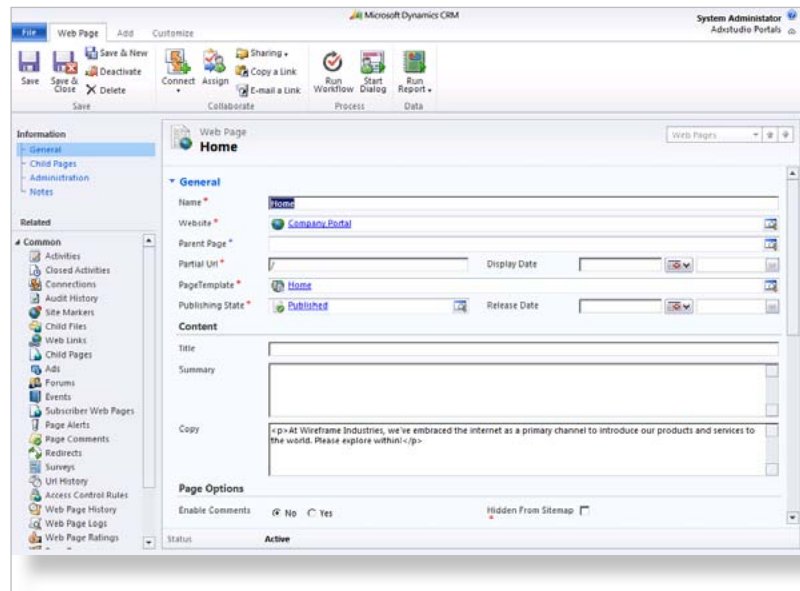 Microsoft Dynamics CRM
System Administrator
Adxstudio Portals
File Web Page Add Customize
Save
Save & Close
Save & New
Deactivate
Delete
Save
Connect
Assign
Sharing
Copy a Link
E-mail a Link
Collaborate
Run Workflow
Start Dialog
Process
Run Report
Data
Information
General
Child Pages
Administration
Notes
Related
Common
Activities
Closed Activities
Connections
Audit History
Site Markers
Child Files
Web Links
Child Pages
Ads
Forums
Events
Subscriber Web Pages
Page Alerts
Page Comments
Redirects
Surveys
Url History
Access Control Rules
Web Page History
Web Page Logs
Web Page Ratings
Web Page
Home
Web Pages
General
Name * Home
Website * Company Portal
Parent Page *
Partial Url * / Display Date
PageTemplate * Home
Publishing State * Published Release Date
Content
Title
Summary
Copy <p>At Wireframe Industries, we've embraced the internet as a primary channel to introduce our products and services to
the world. Please explore within!</p>
Page Options
Enable Comments No Yes Hidden From Sitemap *
Status Active